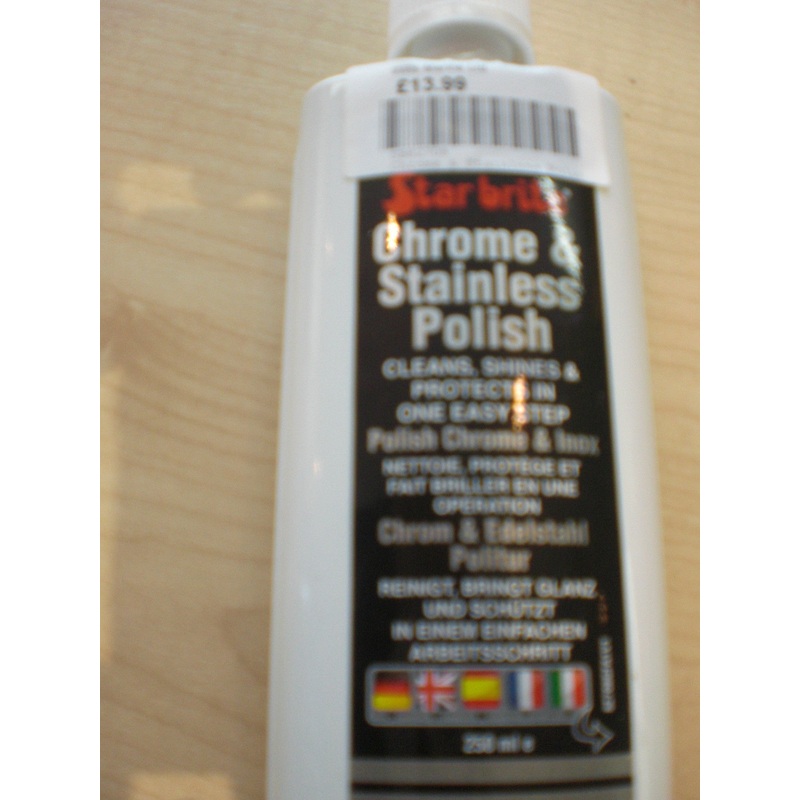 £13.99
Star brite
Chrome &
Stainless
Polish
CLEANS, SHINES &
PROTECTS IN
ONE EASY STEP
Polish Chrome & Inox
NETTOIE, PROTEGE ET
FAIT BRILLER EN UNE
OPERATION
Chrom & Edelstahl
Politur
REINIGT, BRINGT GLANZ
UND SCHÜTZT
IN EINEM EINFACHEN
ARBEITSSCHRITT
250 ml e